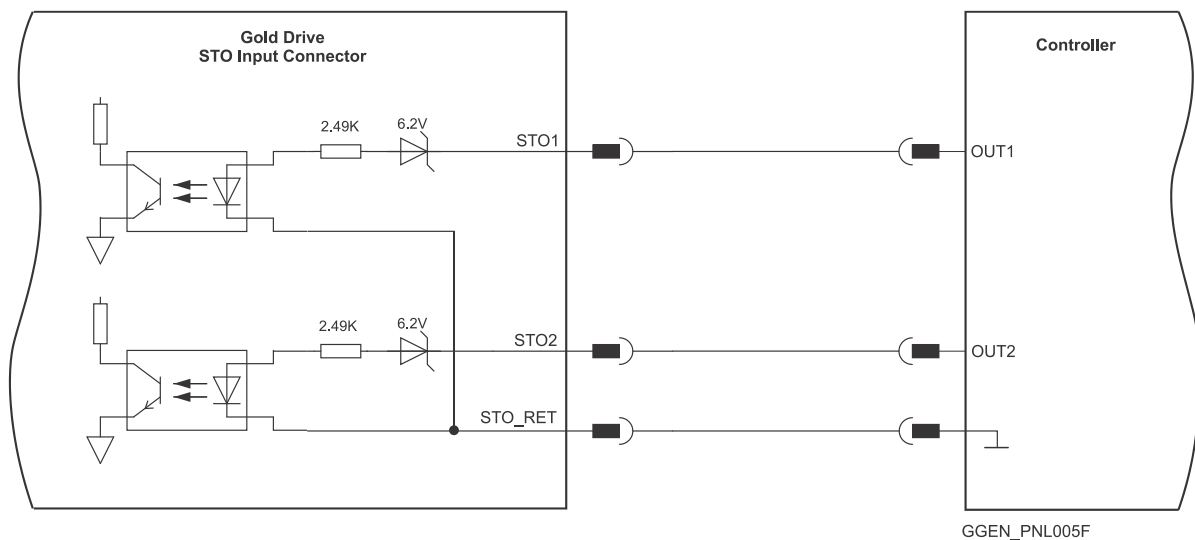 Gold Drive
STO Input Connector
Controller
2.49K
6.2V
STO1
OUT1
2.49K
6.2V
STO2
OUT2
STO_RET
GGEN_PNL005F